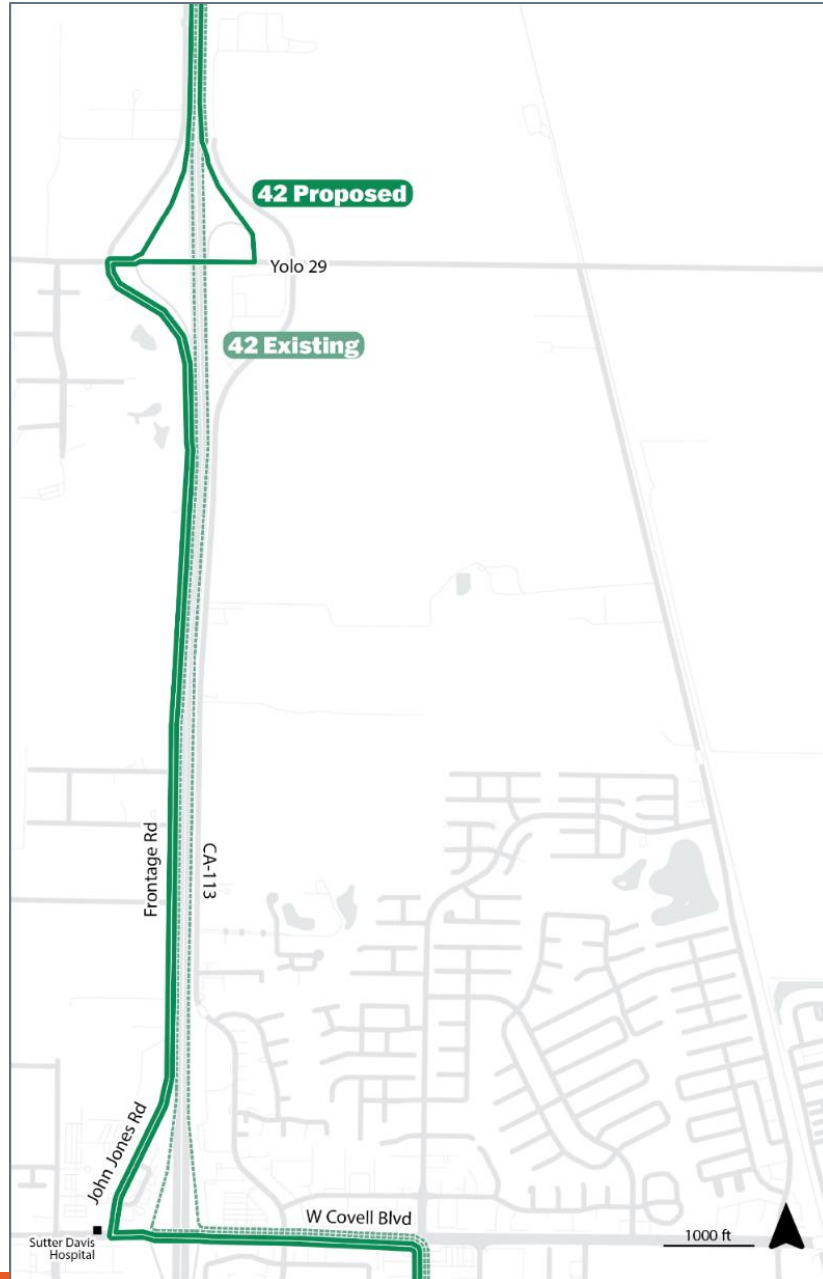 42 Proposed
Yolo 29
42 Existing
Frontage Rd
CA-113
John Jones Rd
W Covell Blvd
Sutter Davis
Hospital
1000 ft